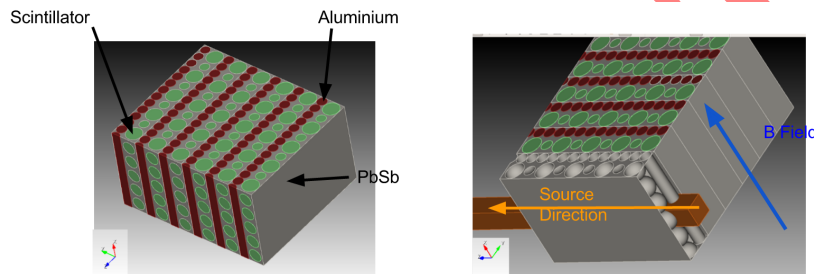 Scintillator
Aluminium
PbSb
B Field
Source
Direction